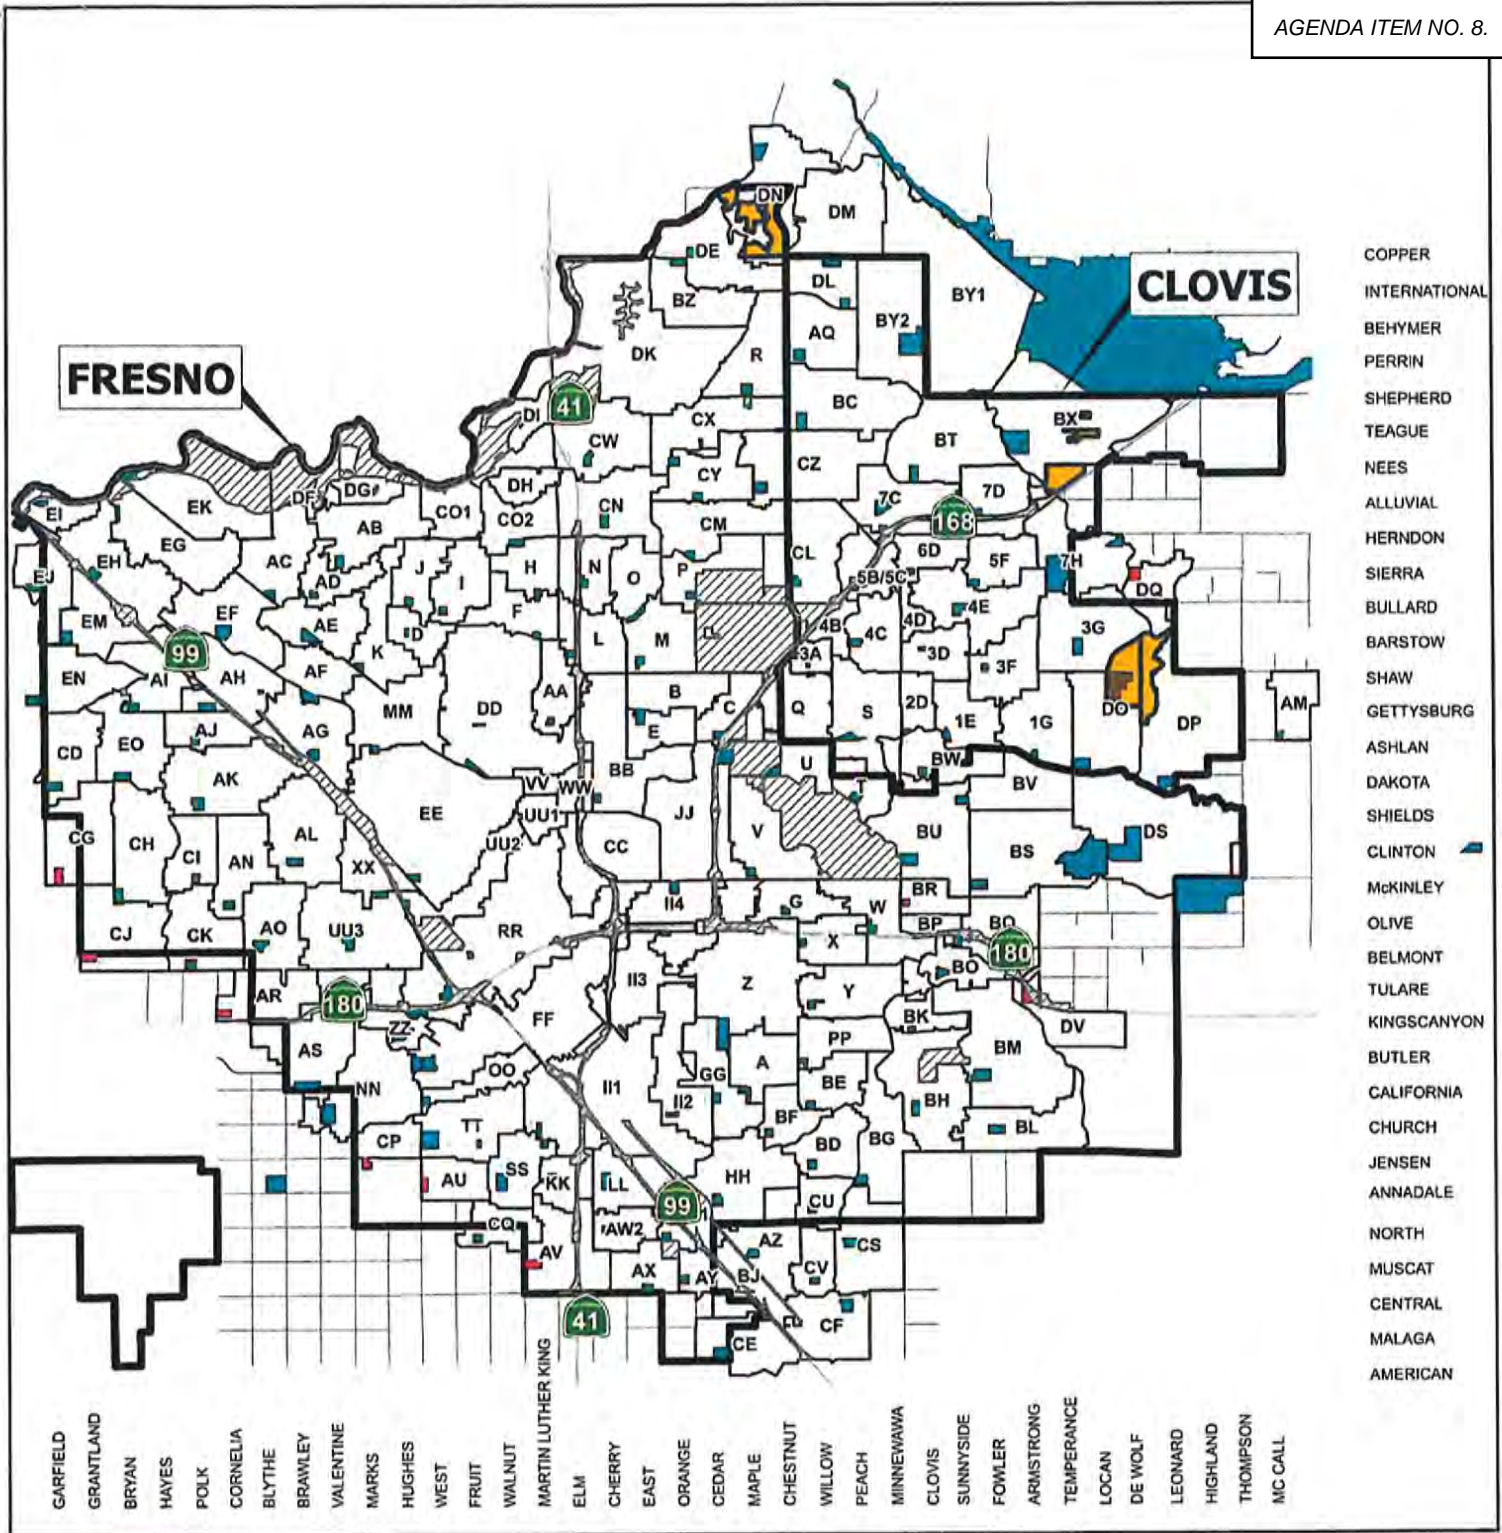 AGENDA ITEM NO. 8.
CLOVIS
FRESNO
DN
DM
DE
BZ
DL
BY1
BY2
AQ
DK
R
41
DI
BC
CX
BX
CW
BT
CZ
CY
DH
DG
DF
EK
EI
7C
7D
168
CO1
CO2
CN
CM
AB
EG
CL
6D
5F
7H
EJ
EH
AC
AD
J
I
H
N
O
P
5B/5C
DQ
EM
EF
AE
D
F
L
M
4B
4C
4D
4E
3G
99
K
3A
3D
3F
EN
AI
AH
AF
AA
B
C
Q
S
2D
1E
1G
DO
DP
AM
MM
DD
E
CD
EO
AJ
AG
BB
U
BW
BV
AK
VV
WW
T
EE
UU1
JJ
V
BU
DS
CG
CH
CI
AN
AL
XX
UU2
CC
BS
II4
G
W
BR
BP
BQ
CJ
CK
AO
UU3
RR
X
180
BO
AR
180
II3
Z
Y
ZZ
FF
BK
DV
AS
PP
BM
NN
OO
II1
GG
A
BE
II2
BH
CP
TT
BF
BD
BG
BL
AU
SS
KK
LL
HH
99
CU
CQ
AW2
AZ
CS
AV
AX
AY
BJ
CV
41
CF
CE
COPPER
INTERNATIONAL
BEHYMER
PERRIN
SHEPHERD
TEAGUE
NEES
ALLUVIAL
HERNDON
SIERRA
BULLARD
BARSTOW
SHAW
GETTYSBURG
ASHLAN
DAKOTA
SHIELDS
CLINTON
McKINLEY
OLIVE
BELMONT
TULARE
KINGSCANYON
BUTLER
CALIFORNIA
CHURCH
JENSEN
ANNADALE
NORTH
MUSCAT
CENTRAL
MALAGA
AMERICAN
GARFIELD
GRANTLAND
BRYAN
HAYES
POLK
CORNELIA
BLYTHE
BRAWLEY
VALENTINE
MARKS
HUGHES
WEST
FRUIT
WALNUT
MARTIN LUTHER KING
ELM
CHERRY
EAST
ORANGE
CEDAR
MAPLE
CHESTNUT
WILLOW
PEACH
MINNEWAWA
CLOVIS
SUNNYSIDE
FOWLER
ARMSTRONG
TEMPERANCE
LOCAN
DE WOLF
LEONARD
HIGHLAND
THOMPSON
MC CALL